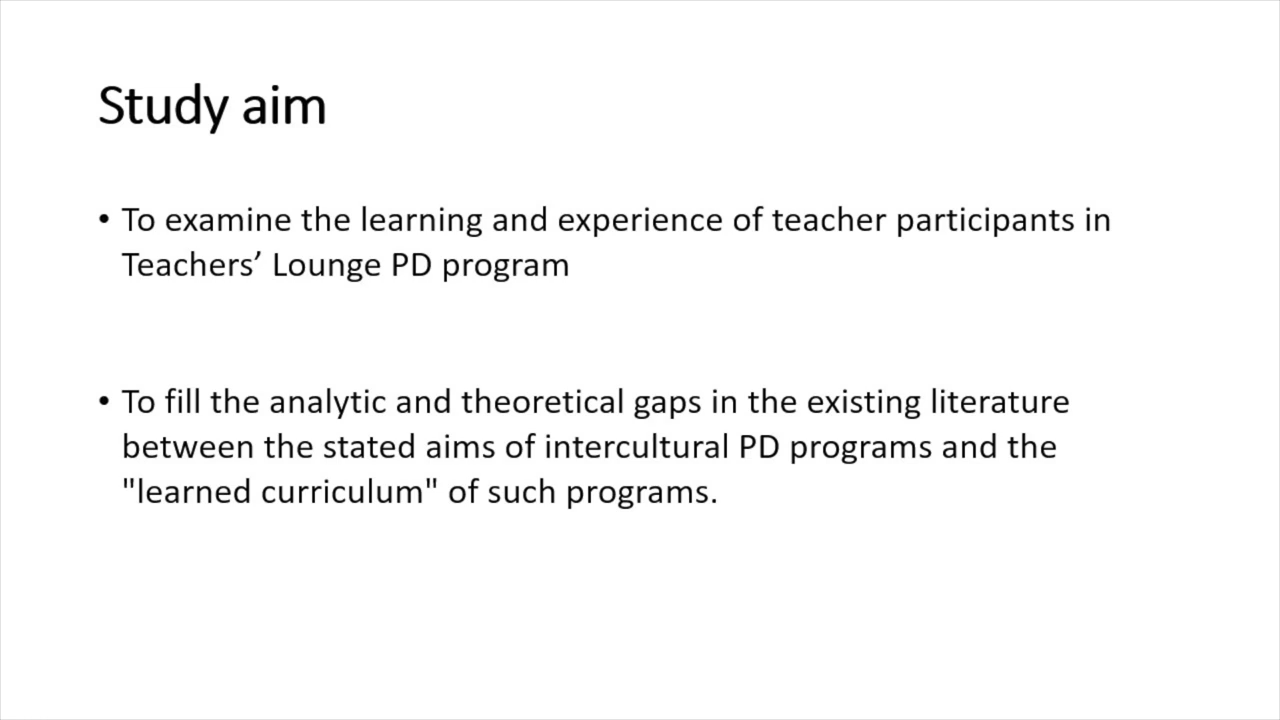 Study aim
• To examine the learning and experience of teacher participants in
Teachers’ Lounge PD program
• To fill the analytic and theoretical gaps in the existing literature
between the stated aims of intercultural PD programs and the
"learned curriculum" of such programs.